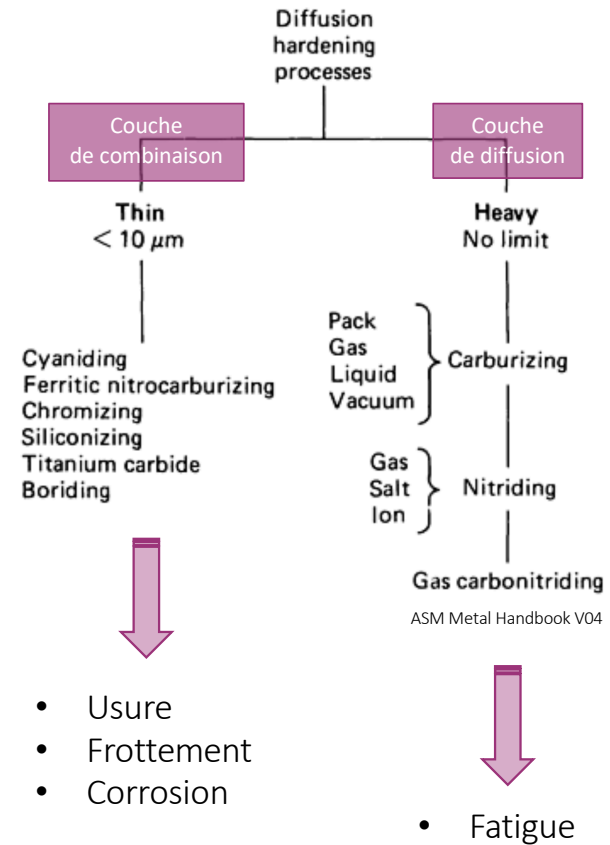 Diffusion
hardening
processes
Couche
de combinaison
Couche
de diffusion
Thin
< 10 μm
Heavy
No limit
Cyaniding
Ferritic nitrocarburizing
Chromizing
Siliconizing
Titanium carbide
Boriding
Pack
Gas
Liquid
Vacuum
Carburizing
Gas
Salt
Ion
Nitriding
Gas carbonitriding
ASM Metal Handbook V04
• Usure
• Frottement
• Corrosion
• Fatigue